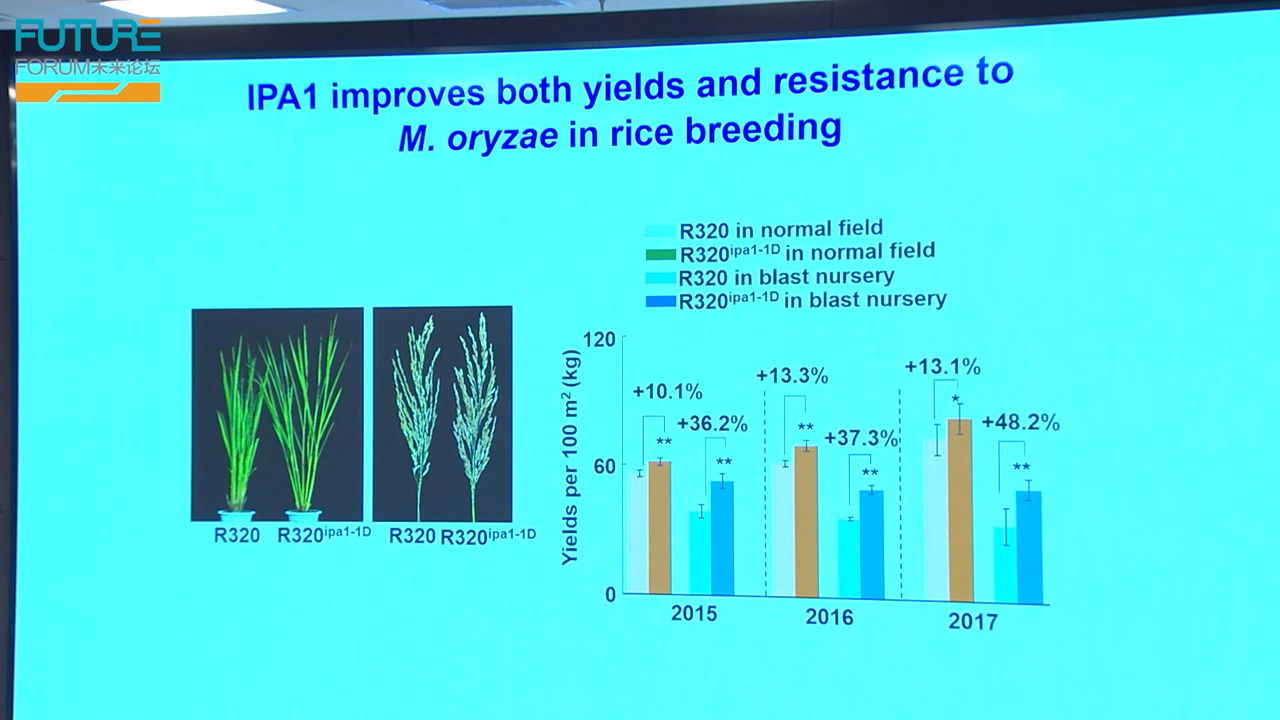 FUTURE
FORUM未来论坛
IPA1 improves both yields and resistance to
M. oryzae in rice breeding
R320 in normal field
R320ipa1-1D in normal field
R320 in blast nursery
R320ipa1-1D in blast nursery
R320 R320ipa1-1D
R320 R320ipa1-1D
Yields per 100 m2 (kg)
120
60
0
+10.1%
**
+36.2%
**
+13.3%
**
+37.3%
**
+13.1%
*
+48.2%
**
2015
2016
2017